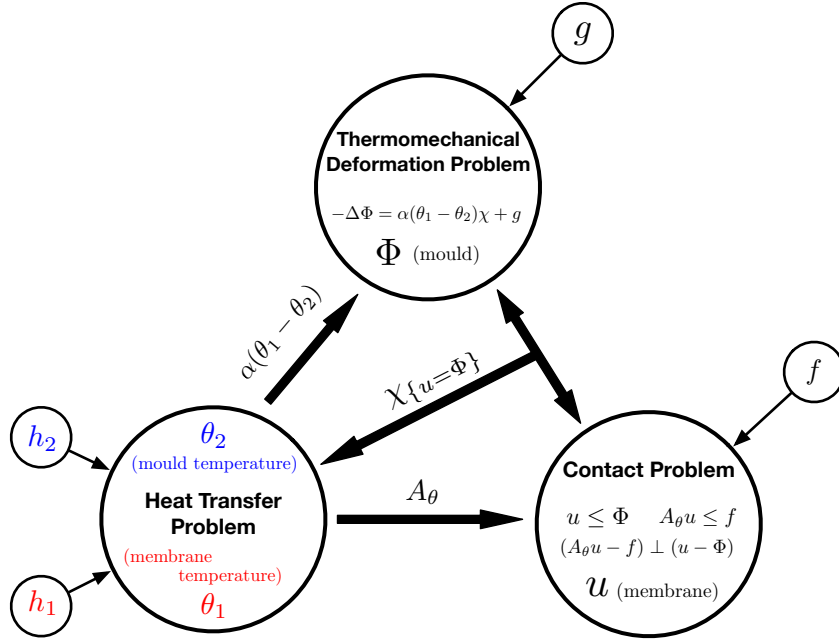 g
Thermomechanical
Deformation Problem
−ΔΦ = α(θ₁ − θ₂)χ + g
Φ (mould)
α(θ₁ − θ₂)
χ{u=Φ}
f
h₂
θ₂
(mould temperature)
Heat Transfer
Problem
(membrane
temperature)
θ₁
h₁
A_θ
Contact Problem
u ≤ Φ A_θu ≤ f
(A_θu − f) ⊥ (u − Φ)
u (membrane)